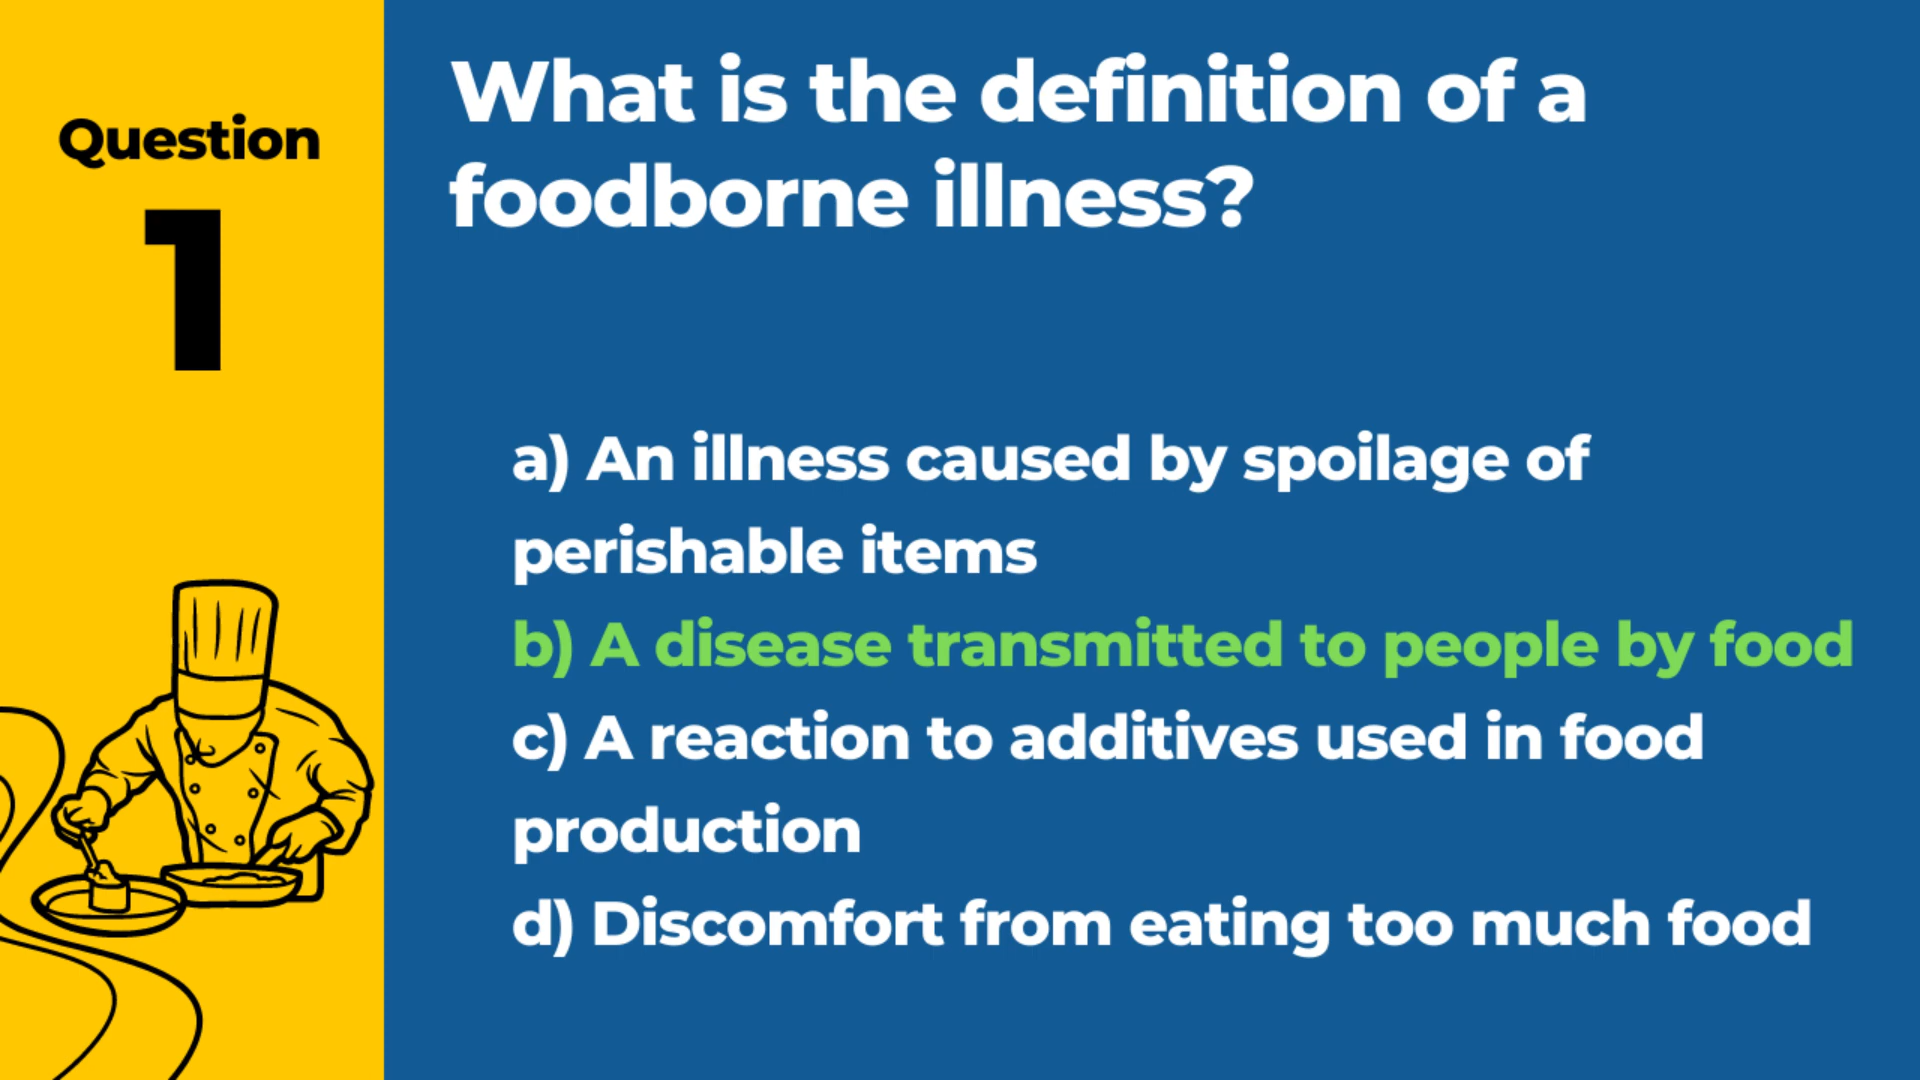 Question
1
What is the definition of a
foodborne illness?
a) An illness caused by spoilage of
perishable items
b) A disease transmitted to people by food
c) A reaction to additives used in food
production
d) Discomfort from eating too much food